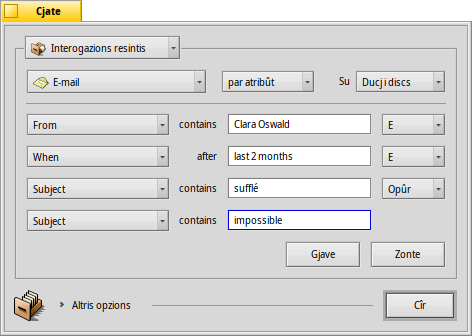 Cjate
Interogazions resintis
E-mail par atribût Su Ducj i discs
From contains Clara Oswald E
When after last 2 months E
Subject contains sufflé Opûr
Subject contains impossible
Gjave Zonte
Altris opzions Cîr